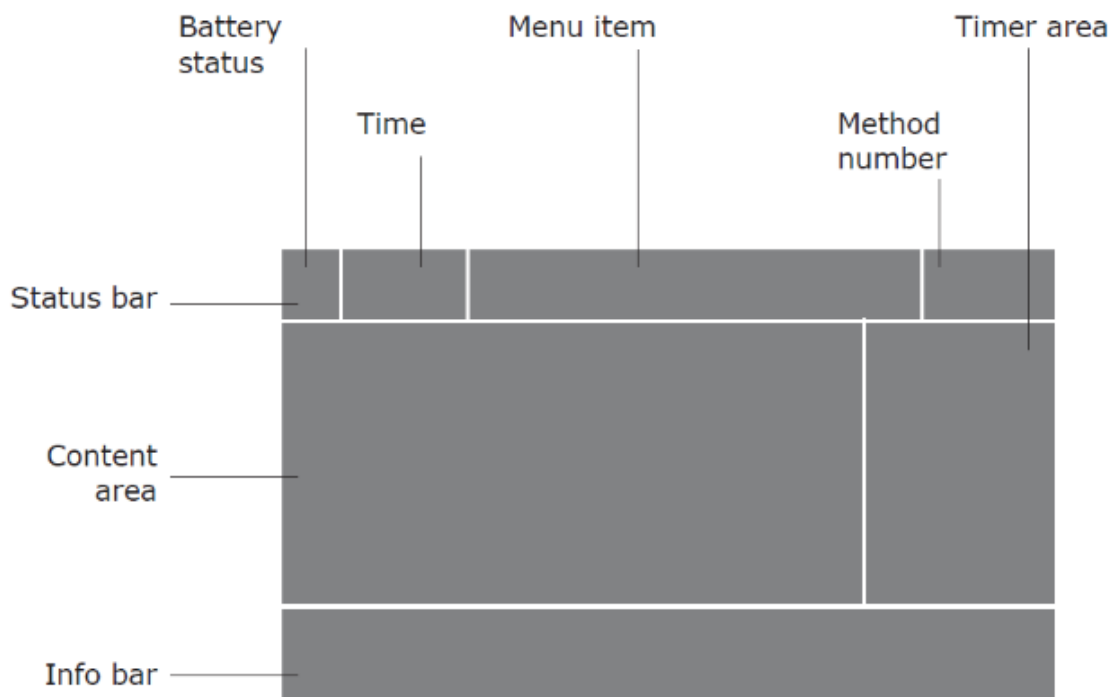 Battery
status
Menu item
Timer area
Time
Method
number
Status bar
Content
area
Info bar